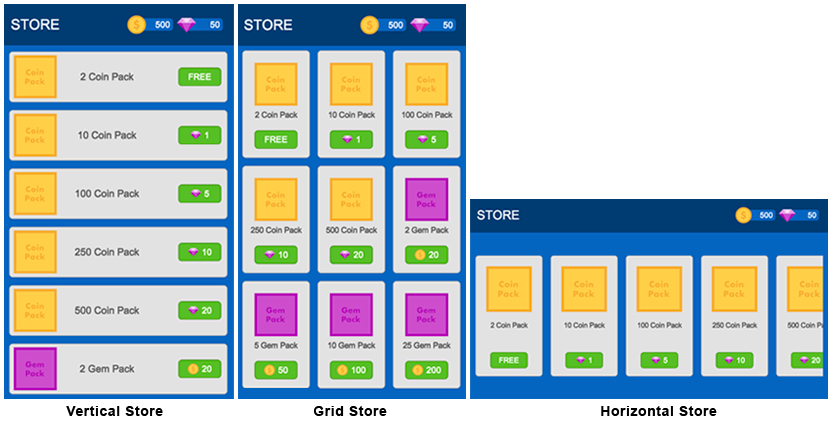 STORE 500 50
Coin Pack 2 Coin Pack FREE
Coin Pack 10 Coin Pack 1
Coin Pack 100 Coin Pack 5
Coin Pack 250 Coin Pack 10
Coin Pack 500 Coin Pack 20
Gem Pack 2 Gem Pack 20
Vertical Store
STORE 500 50
Coin Pack Coin Pack Coin Pack
2 Coin Pack 10 Coin Pack 100 Coin Pack
FREE 1 5
Coin Pack Coin Pack Gem Pack
250 Coin Pack 500 Coin Pack 2 Gem Pack
10 20 20
Gem Pack Gem Pack Gem Pack
5 Gem Pack 10 Gem Pack 25 Gem Pack
50 100 200
Grid Store
STORE 500 50
Coin Pack Coin Pack Coin Pack Coin Pack Coin Pack
2 Coin Pack 10 Coin Pack 100 Coin Pack 250 Coin Pack 500 Coin P
FREE 1 5 10 20
Horizontal Store